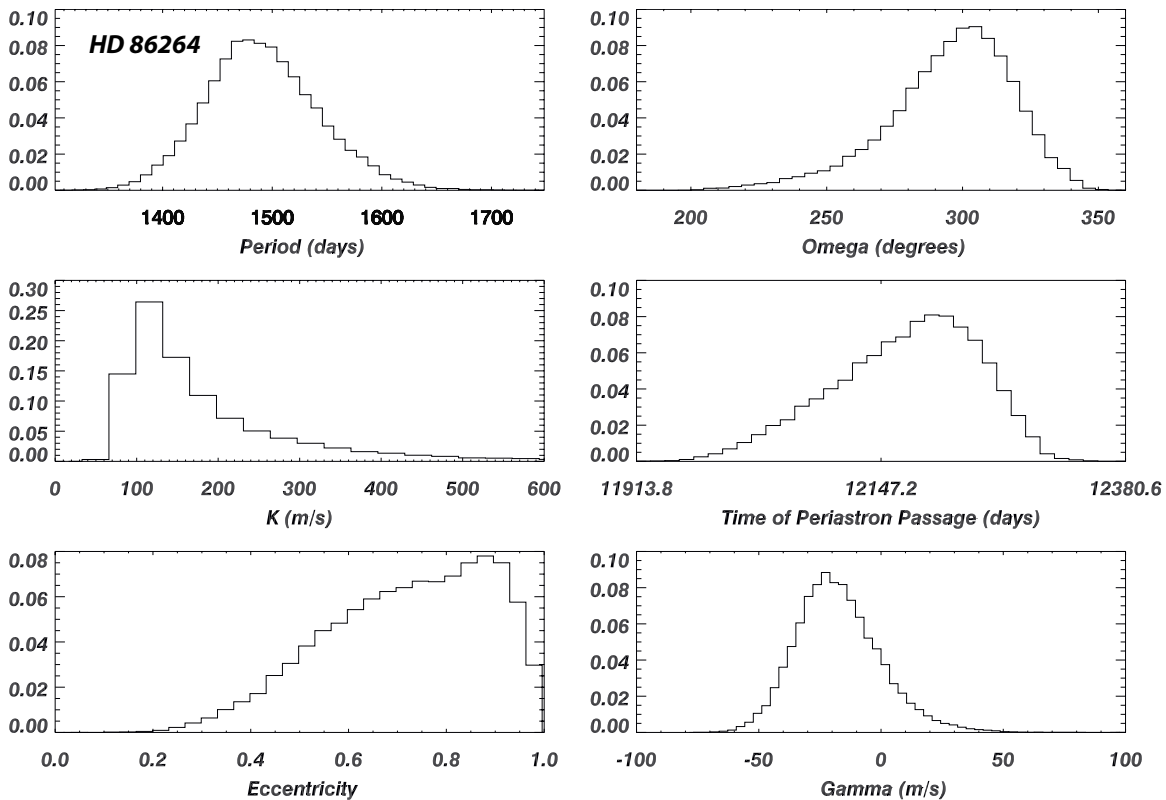 HD 86264
0.10
0.08
0.06
0.04
0.02
0.00
1400 1500 1600 1700
Period (days)
0.10
0.08
0.06
0.04
0.02
0.00
200 250 300 350
Omega (degrees)
0.30
0.25
0.20
0.15
0.10
0.05
0.00
0 100 200 300 400 500 600
K (m/s)
0.10
0.08
0.06
0.04
0.02
0.00
11913.8 12147.2 12380.6
Time of Periastron Passage (days)
0.08
0.06
0.04
0.02
0.00
0.0 0.2 0.4 0.6 0.8 1.0
Eccentricity
0.10
0.08
0.06
0.04
0.02
0.00
-100 -50 0 50 100
Gamma (m/s)